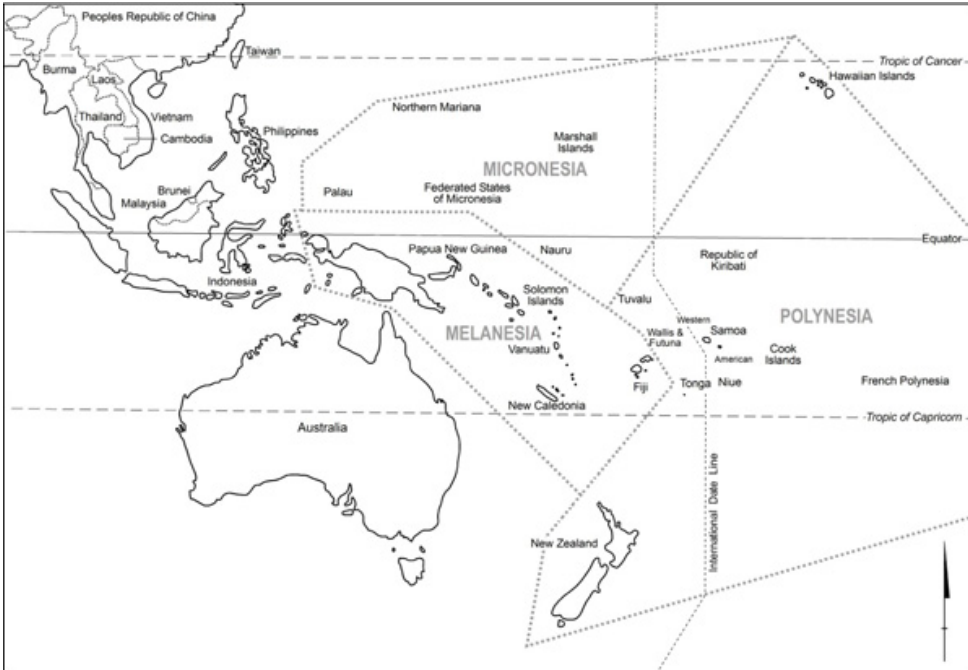 Peoples Republic of China
Taiwan
Tropic of Cancer
Burma
Laos
Hawaiian Islands
Northern Mariana
Thailand
Vietnam
Philippines
Cambodia
Marshall
Islands
MICRONESIA
Palau
Federated States
of Micronesia
Brunei
Malaysia
Equator
Papua New Guinea
Nauru
Republic of
Kiribati
Indonesia
Solomon
Islands
Tuvalu
MELANESIA
Western
POLYNESIA
Wallis &
Futuna
Samoa
Vanuatu
American
Cook
Islands
Fiji
Tonga
Niue
French Polynesia
New Caledonia
Tropic of Capricorn
Australia
International Date Line
New Zealand